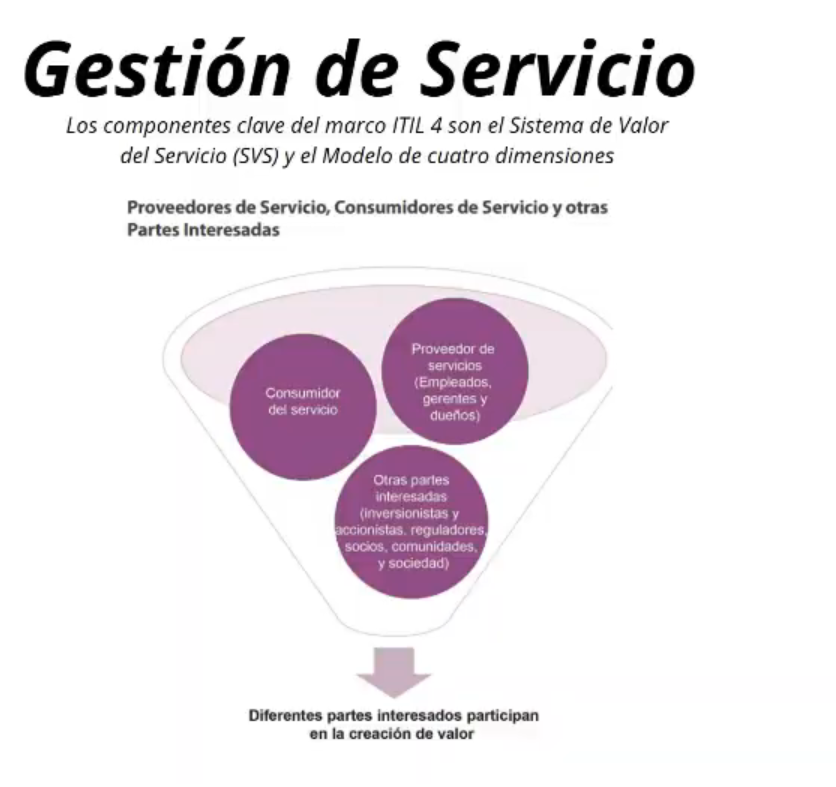 Gestión de Servicio
Los componentes clave del marco ITIL 4 son el Sistema de Valor
del Servicio (SVS) y el Modelo de cuatro dimensiones
Proveedores de Servicio, Consumidores de Servicio y otras
Partes Interesadas
Proveedor de
servicios
(Empleados,
gerentes y
dueños)
Consumidor
del servicio
Otras partes
interesadas
(inversionistas y
accionistas, reguladores,
socios, comunidades,
y sociedad)
Diferentes partes interesados participan
en la creación de valor